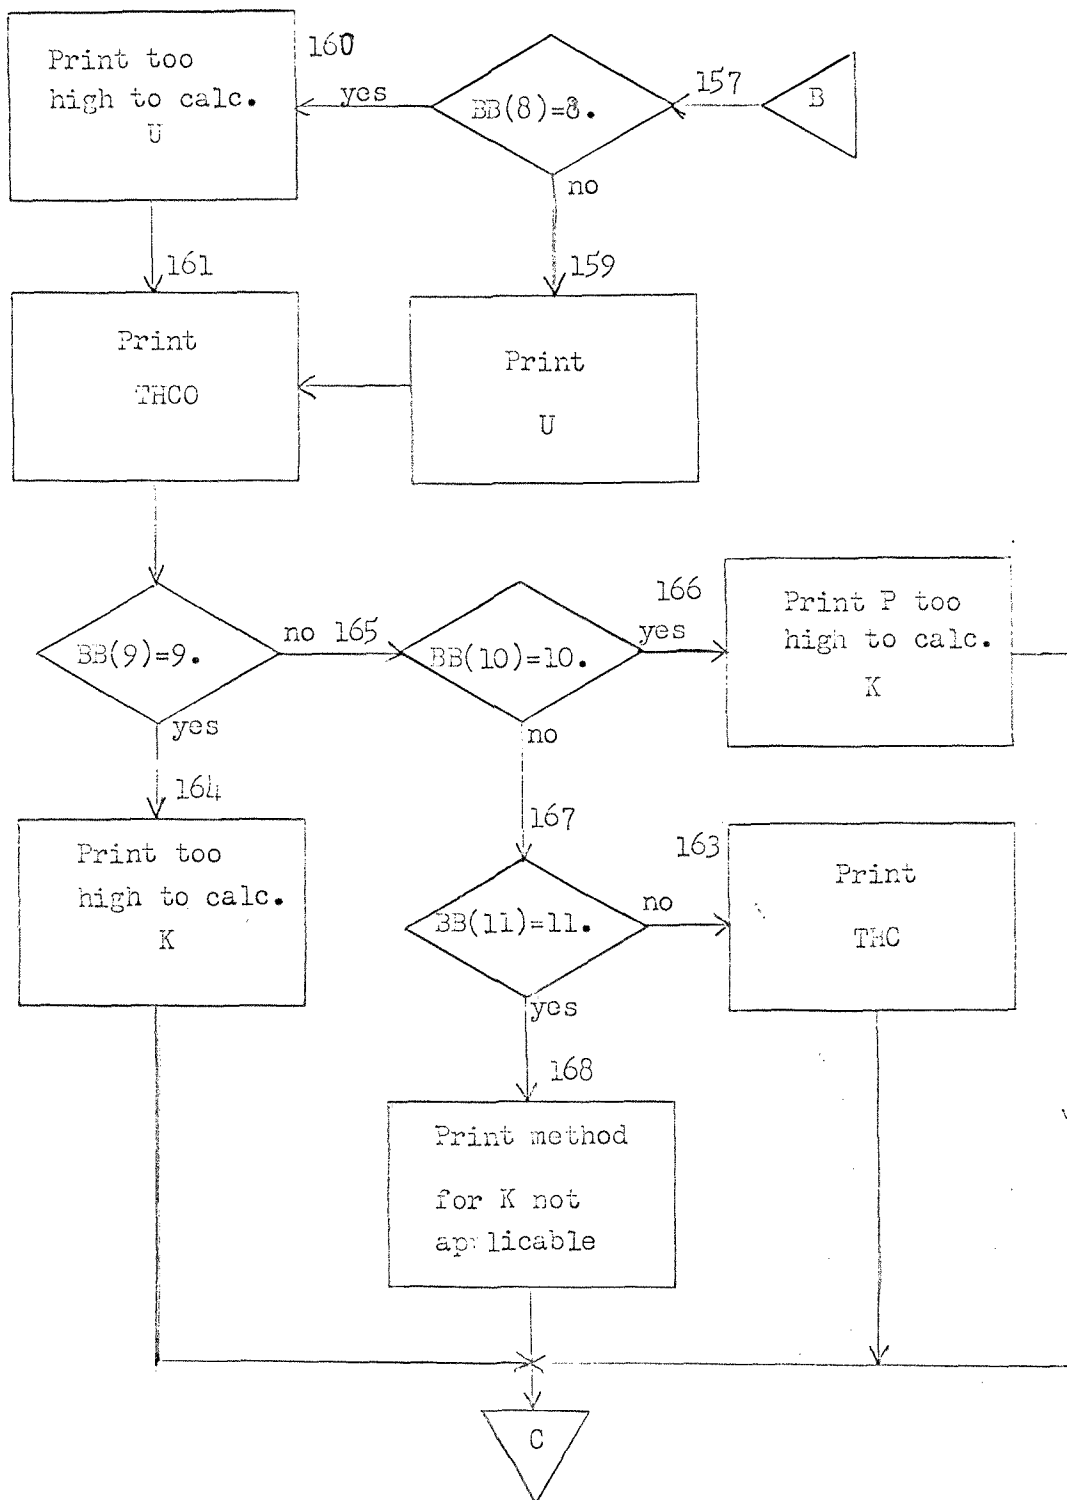 Print too
high to calc.
U
160
yes
BB(8)=8.
157
B
no
161
159
Print
THCO
Print
U
BB(9)=9.
no 165
BB(10)=10.
166
yes
Print P too
high to calc.
K
yes
no
164
167
163
Print too
high to calc.
K
BB(11)=11.
no
Print
THC
yes
168
Print method
for K not
applicable
C